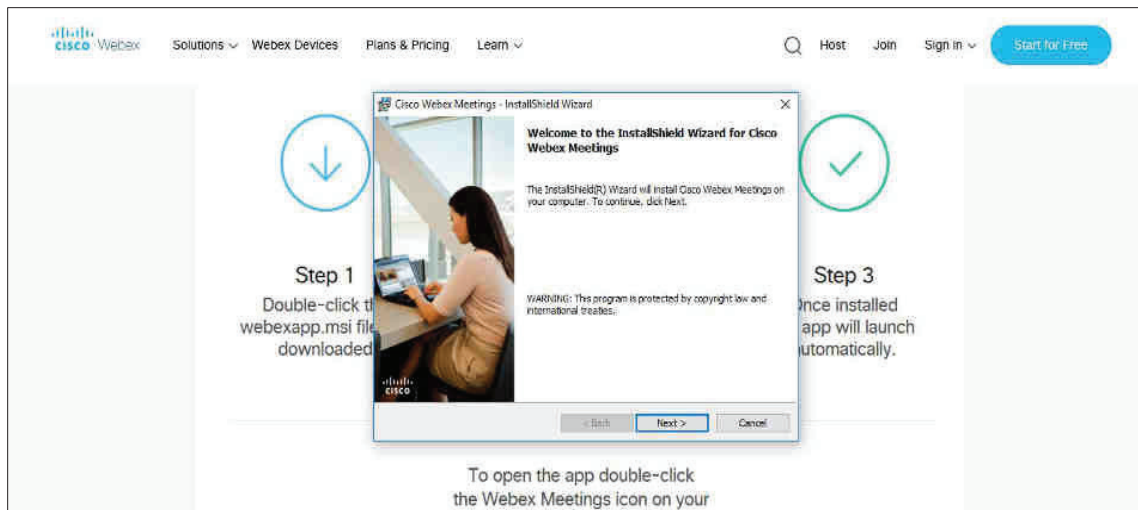 CISCO Webex
Solutions Webex Devices Plans & Pricing Learn Host Join Sign in Start for Free
Cisco Webex Meetings - InstallShield Wizard
Welcome to the InstallShield Wizard for Cisco
Webex Meetings
The InstallShield(R) Wizard will install Cisco Webex Meetings on
your computer. To continue, click Next.
WARNING: This program is protected by copyright law and
international treaties.
CISCO
< Back Next > Cancel
Step 1
Double-click
webexapp.msi file
downloaded
Step 3
installed
app will launch
automatically.
To open the app double-click
the Webex Meetings icon on your